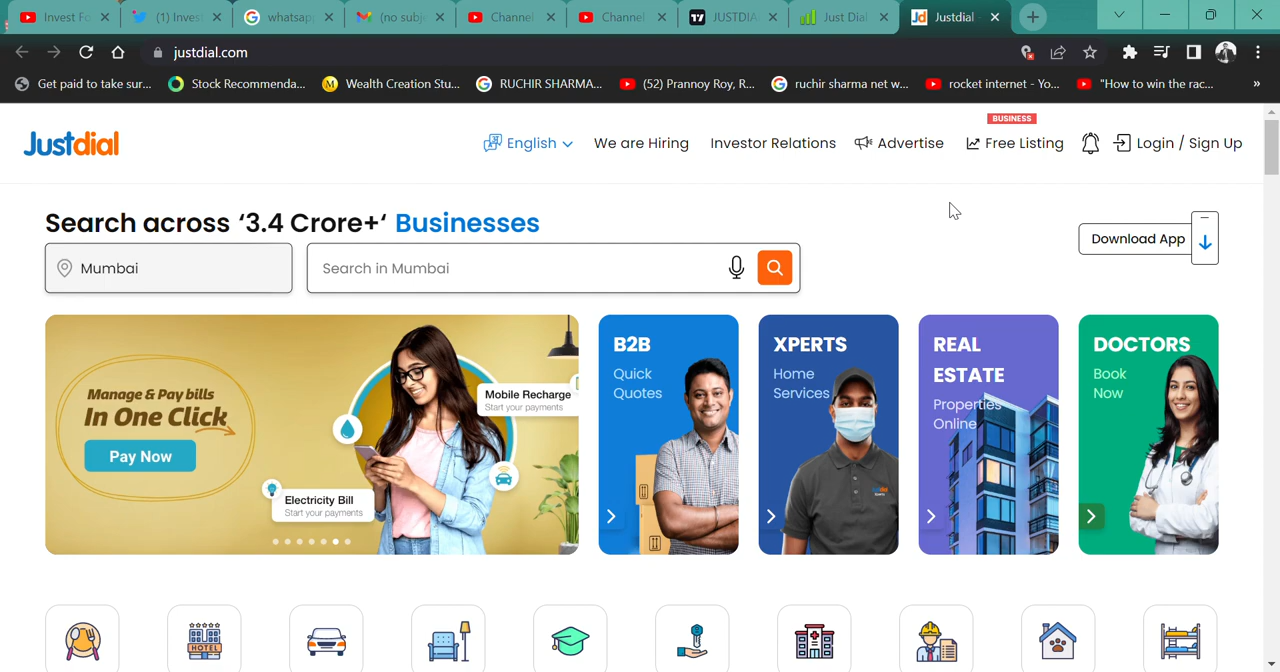 Invest Fo
(1) Invest
whatsapp
(no subje
Channel
Channel
JUSTDIA
Just Dial
Justdial
justdial.com
Get paid to take sur...
Stock Recommenda...
Wealth Creation Stu...
RUCHIR SHARMA...
(52) Prannoy Roy, R...
ruchir sharma net w...
rocket internet - Yo...
"How to win the rac...
»
Justdial
English
We are Hiring
Investor Relations
Advertise
BUSINESS
Free Listing
Login / Sign Up
Search across ‘3.4 Crore+‘ Businesses
Mumbai
Search in Mumbai
Download App
Manage & Pay bills
In One Click
Pay Now
Mobile Recharge
Start your payments
Electricity Bill
Start your payments
B2B
Quick
Quotes
XPERTS
Home
Services
REAL
ESTATE
Properties
Online
DOCTORS
Book
Now
HOTEL